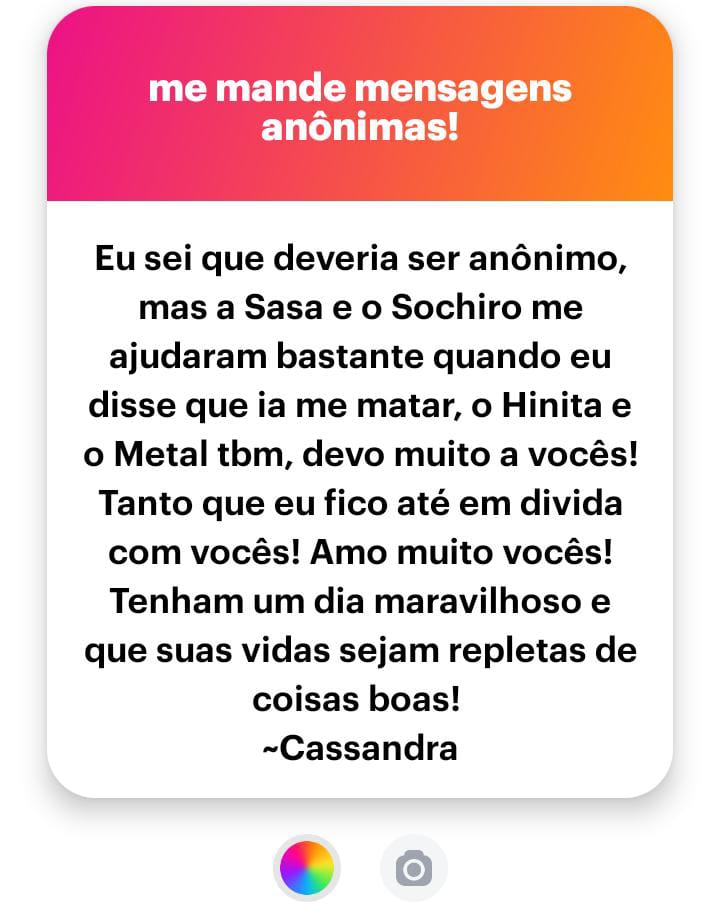 me mande mensagens
anônimas!
Eu sei que deveria ser anônimo,
mas a Sasa e o Sochiro me
ajudaram bastante quando eu
disse que ia me matar, o Hinita e
o Metal tbm, devo muito a vocês!
Tanto que eu fico até em divida
com vocês! Amo muito vocês!
Tenham um dia maravilhoso e
que suas vidas sejam repletas de
coisas boas!
~Cassandra